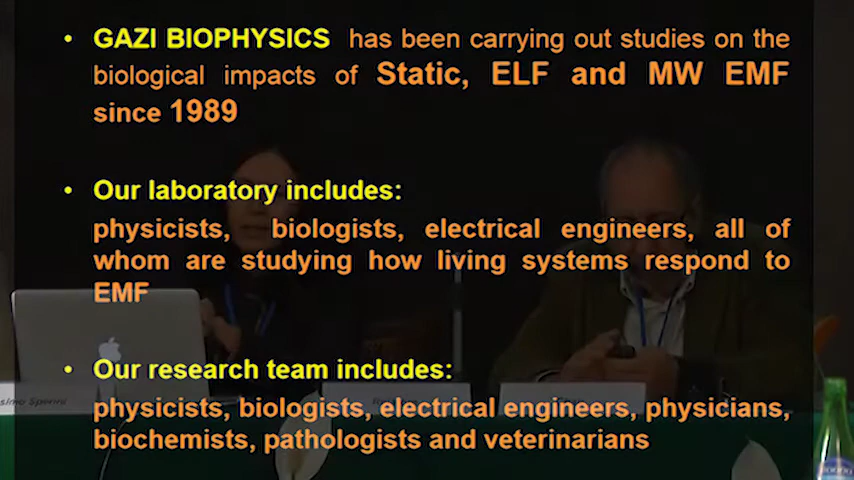 • GAZI BIOPHYSICS has been carrying out studies on the
biological impacts of Static, ELF and MW EMF
since 1989
• Our laboratory includes:
physicists, biologists, electrical engineers, all of
whom are studying how living systems respond to
EMF
• Our research team includes:
physicists, biologists, electrical engineers, physicians,
biochemists, pathologists and veterinarians